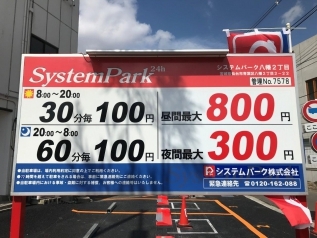 SystemPark 24h
システムパーク八幡2丁目
管理No.7578
8:00~20:00
30分毎100円
昼間最大800円
20:00~8:00
60分毎100円
夜間最大300円
システムパーク株式会社
緊急連絡先 0120-162-088